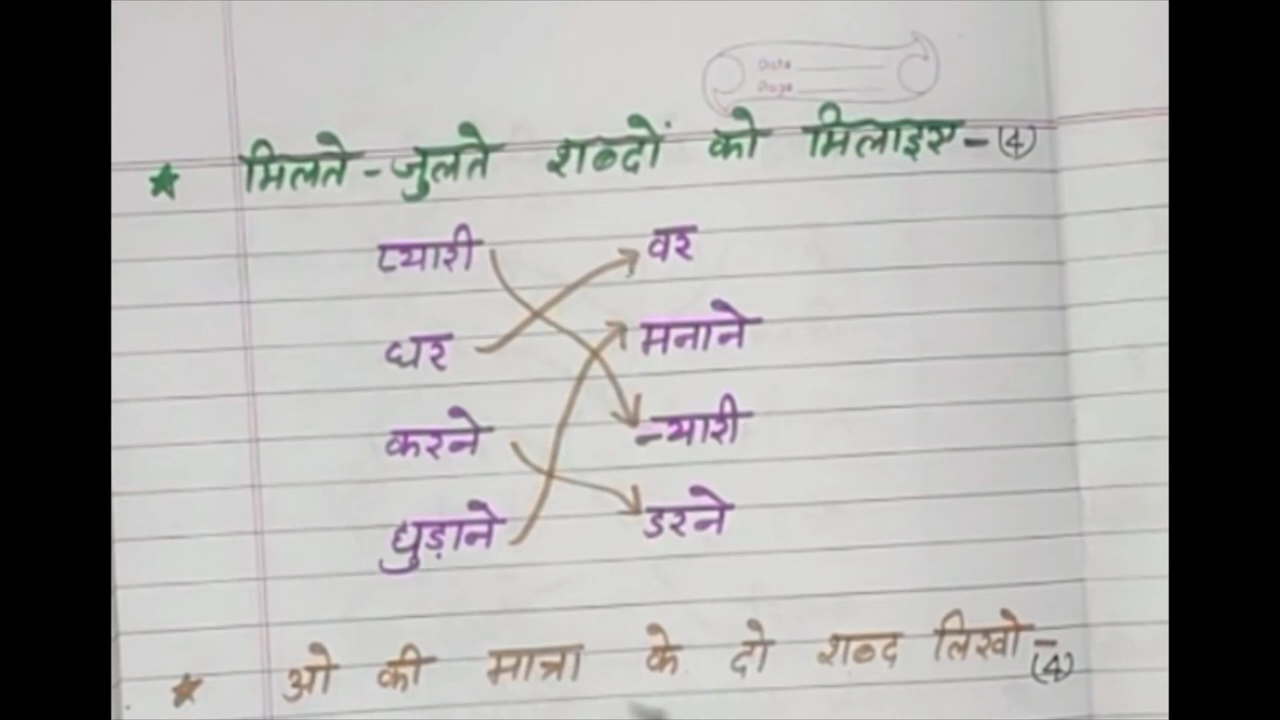 Date
Page
★ मिलते-जुलते शब्दों को मिलाइए-(4)
प्यारी वर
घर मनाने
करने न्यारी
घुड़ाने डरने
★ ओ की मात्रा के दो शब्द लिखो-(4)